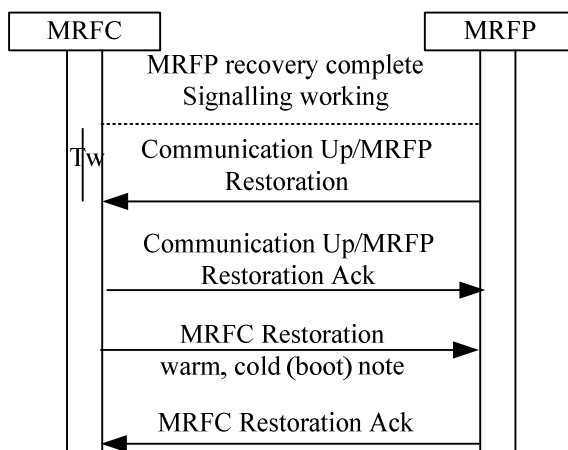 MRFC
MRFP
MRFP recovery complete
Signalling working
Tw
Communication Up/MRFP
Restoration
Communication Up/MRFP
Restoration Ack
MRFC Restoration
warm, cold (boot) note
MRFC Restoration Ack